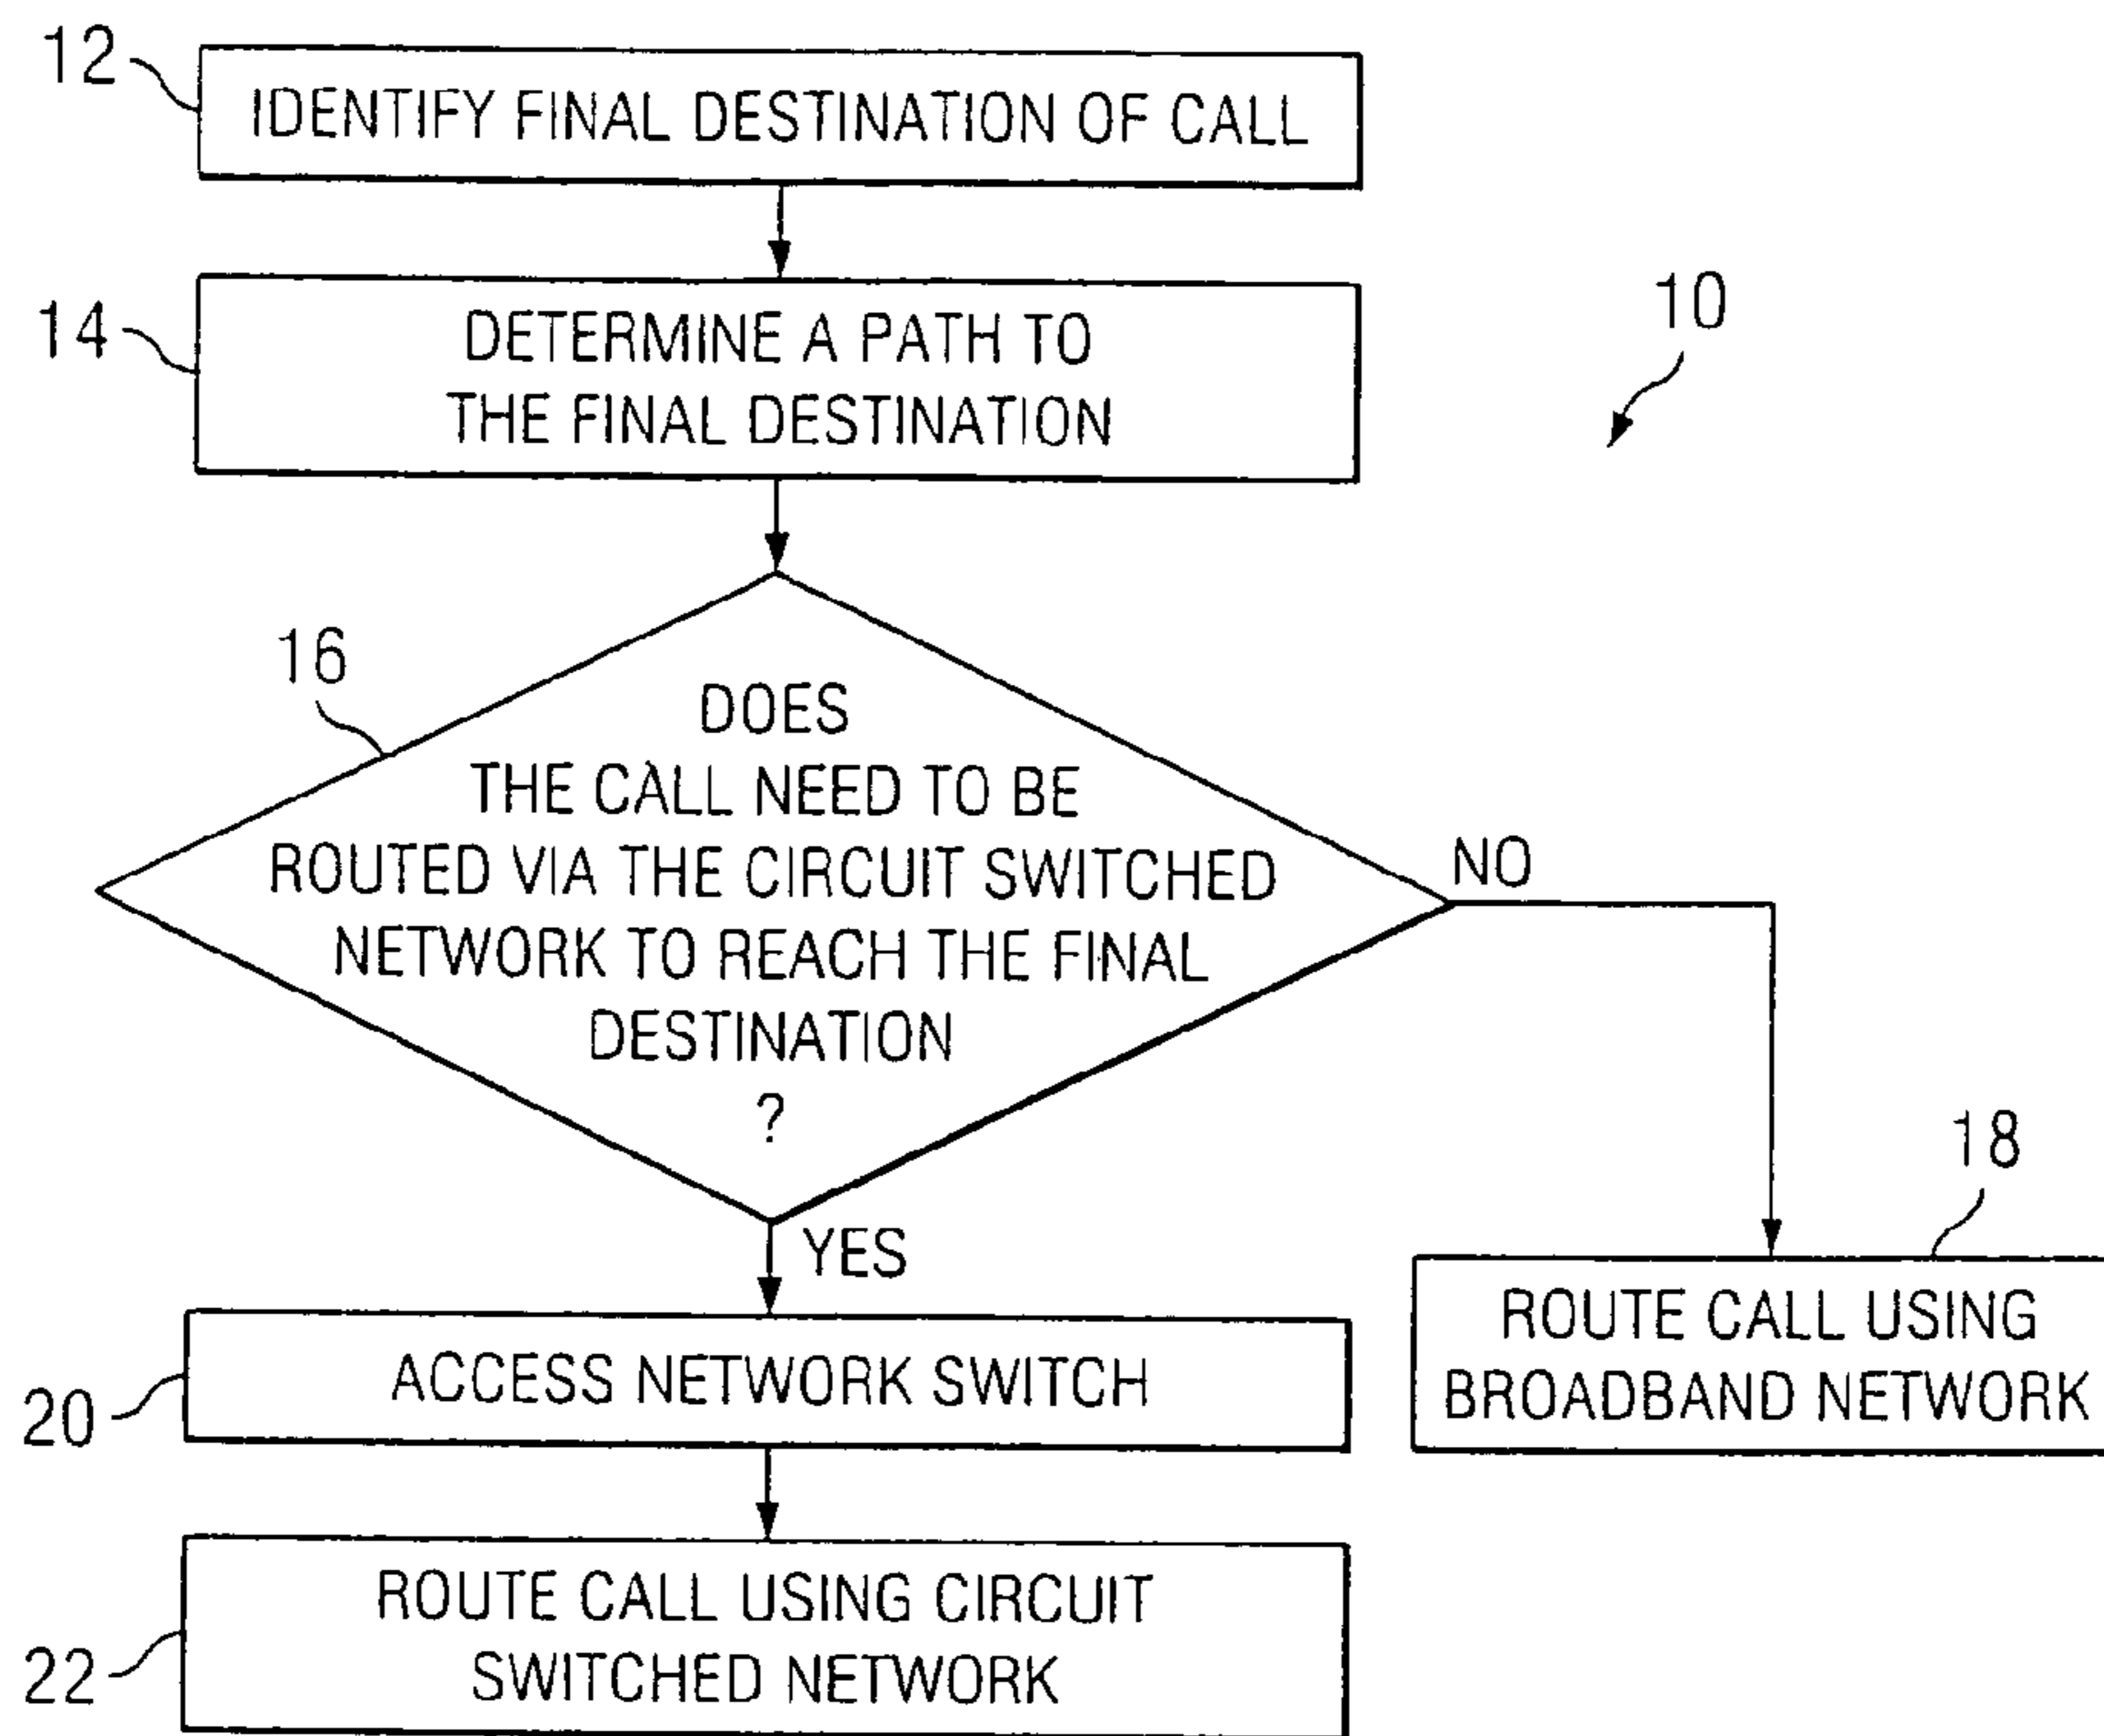 12
IDENTIFY FINAL DESTINATION OF CALL
14
DETERMINE A PATH TO
THE FINAL DESTINATION
10
16
DOES
THE CALL NEED TO BE
ROUTED VIA THE CIRCUIT SWITCHED
NETWORK TO REACH THE FINAL
DESTINATION
?
NO
YES
18
ROUTE CALL USING
BROADBAND NETWORK
20
ACCESS NETWORK SWITCH
22
ROUTE CALL USING CIRCUIT
SWITCHED NETWORK